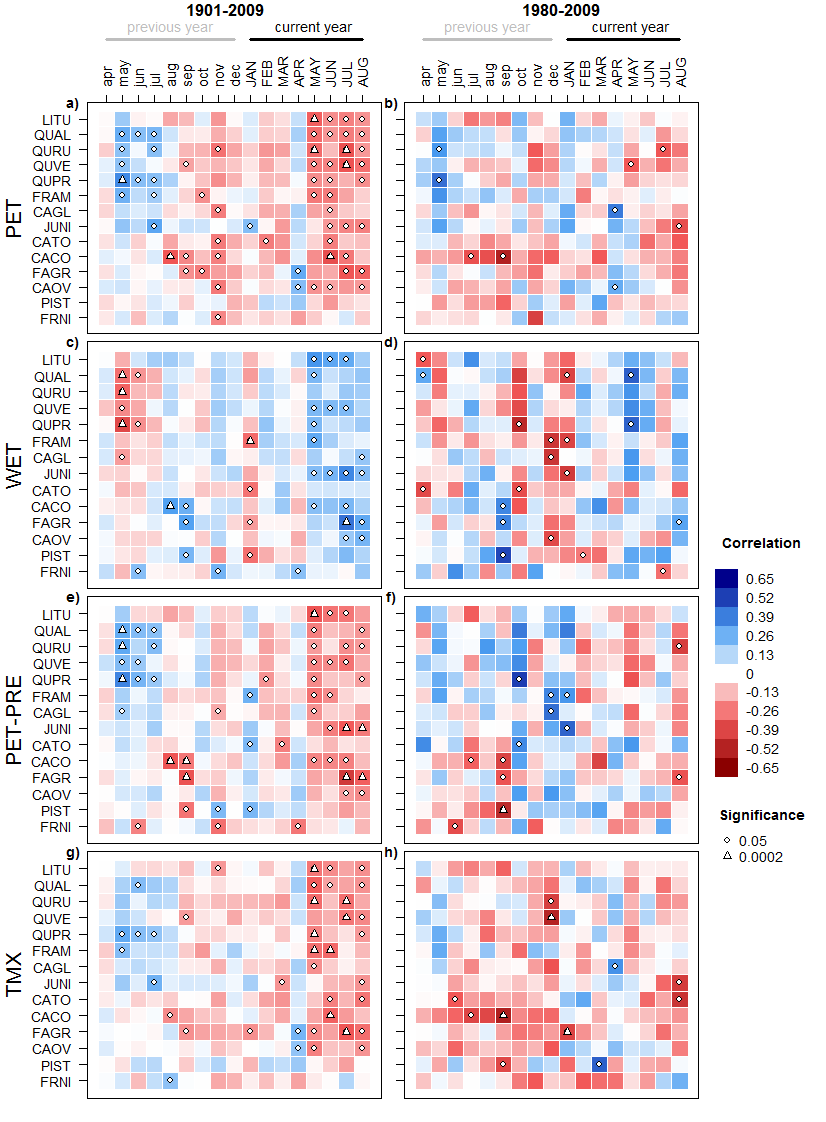 1901-2009 1980-2009
previous year current year previous year current year
apr may jun jul aug sep oct nov dec JAN FEB MAR APR MAY JUN JUL AUG apr may jun jul aug sep oct nov dec JAN FEB MAR APR MAY JUN JUL AUG
a) b)
PET
LITU
QUAL
QURU
QUVE
QUPR
FRAM
CAGL
JUNI
CATO
CACO
FAGR
CAOV
PIST
FRNI
c) d)
WET
LITU
QUAL
QURU
QUVE
QUPR
FRAM
CAGL
JUNI
CATO
CACO
FAGR
CAOV
PIST
FRNI
e) f)
PET-PRE
LITU
QUAL
QURU
QUVE
QUPR
FRAM
CAGL
JUNI
CATO
CACO
FAGR
CAOV
PIST
FRNI
g) h)
TMX
LITU
QUAL
QURU
QUVE
QUPR
FRAM
CAGL
JUNI
CATO
CACO
FAGR
CAOV
PIST
FRNI
Correlation
0.65
0.52
0.39
0.26
0.13
0
-0.13
-0.26
-0.39
-0.52
-0.65
Significance
0.05
0.0002